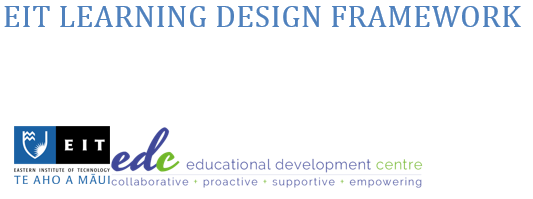 EIT LEARNING DESIGN FRAMEWORK
EIT
EASTERN INSTITUTE OF TECHNOLOGY
TE AHO A MĀUI
edc educational development centre
collaborative • proactive • supportive • empowering